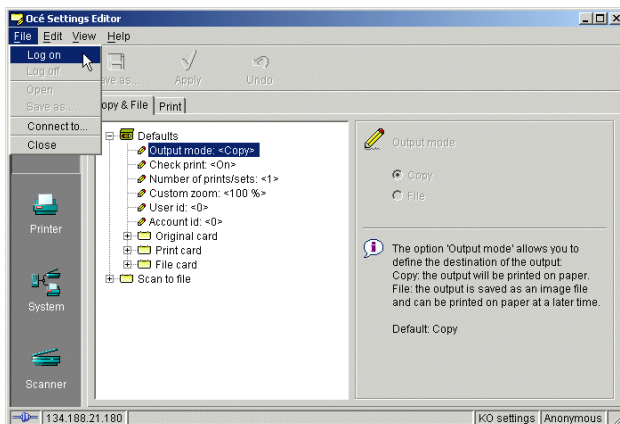 Océ Settings Editor
File Edit View Help
Log on
Log off
Open
Save as...
Connect to...
Close
ave as...
Apply
Undo
opy & File
Print
Defaults
Output mode: <Copy>
Check print: <On>
Number of prints/sets: <1>
Custom zoom: <100 %>
User id: <0>
Account id: <0>
Original card
Print card
File card
Scan to file
Printer
System
Scanner
Output mode
Copy
File
The option 'Output mode' allows you to
define the destination of the output:
Copy: the output will be printed on paper.
File: the output is saved as an image file
and can be printed on paper at a later time.
Default: Copy
134.188.21.180
KO settings
Anonymous